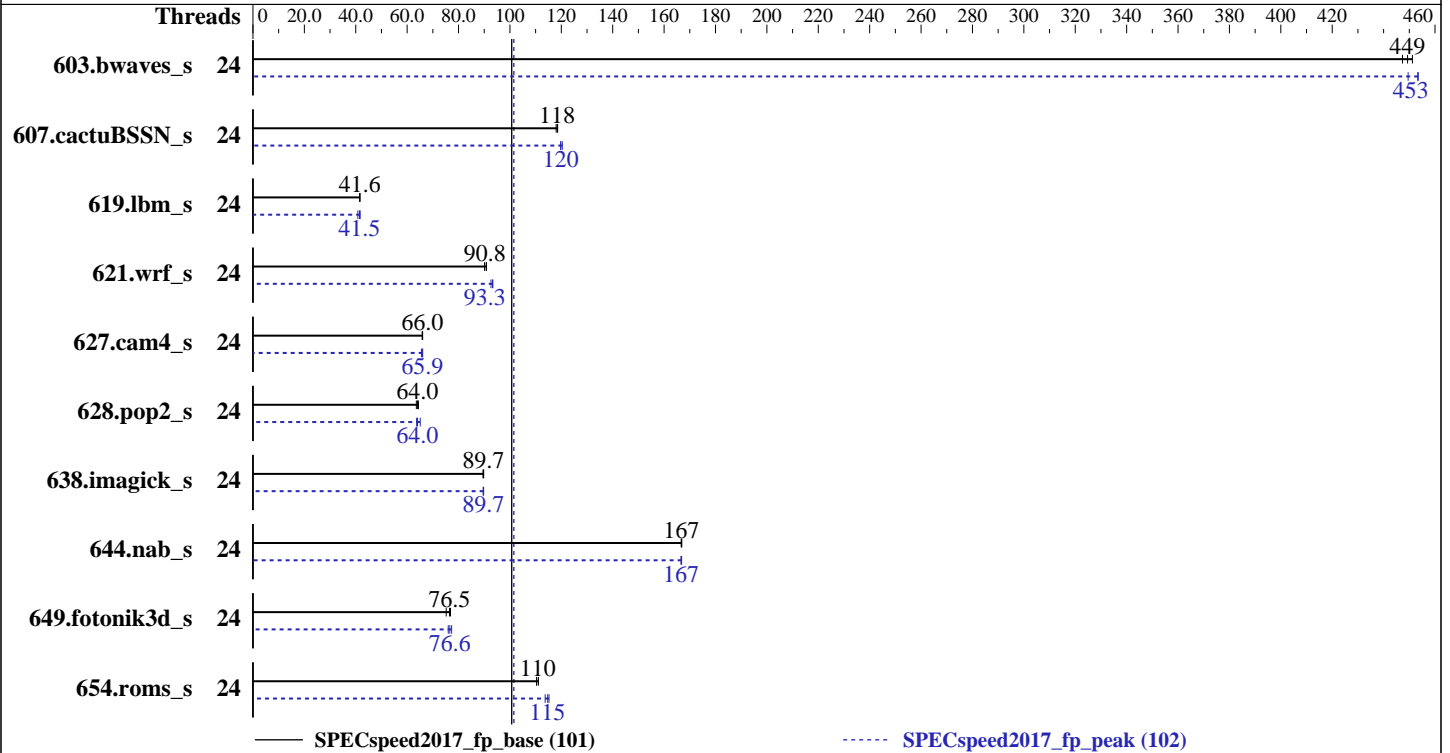 Threads 0 20.0 40.0 60.0 80.0 100 120 140 160 180 200 220 240 260 280 300 320 340 360 380 400 420 460
449
603.bwaves_s 24
453
118
607.cactuBSSN_s 24
120
41.6
619.lbm_s 24
41.5
90.8
621.wrf_s 24
93.3
66.0
627.cam4_s 24
65.9
64.0
628.pop2_s 24
64.0
89.7
638.imagick_s 24
89.7
167
644.nab_s 24
167
76.5
649.fotonik3d_s 24
76.6
110
654.roms_s 24
115
SPECspeed2017_fp_base (101) SPECspeed2017_fp_peak (102)